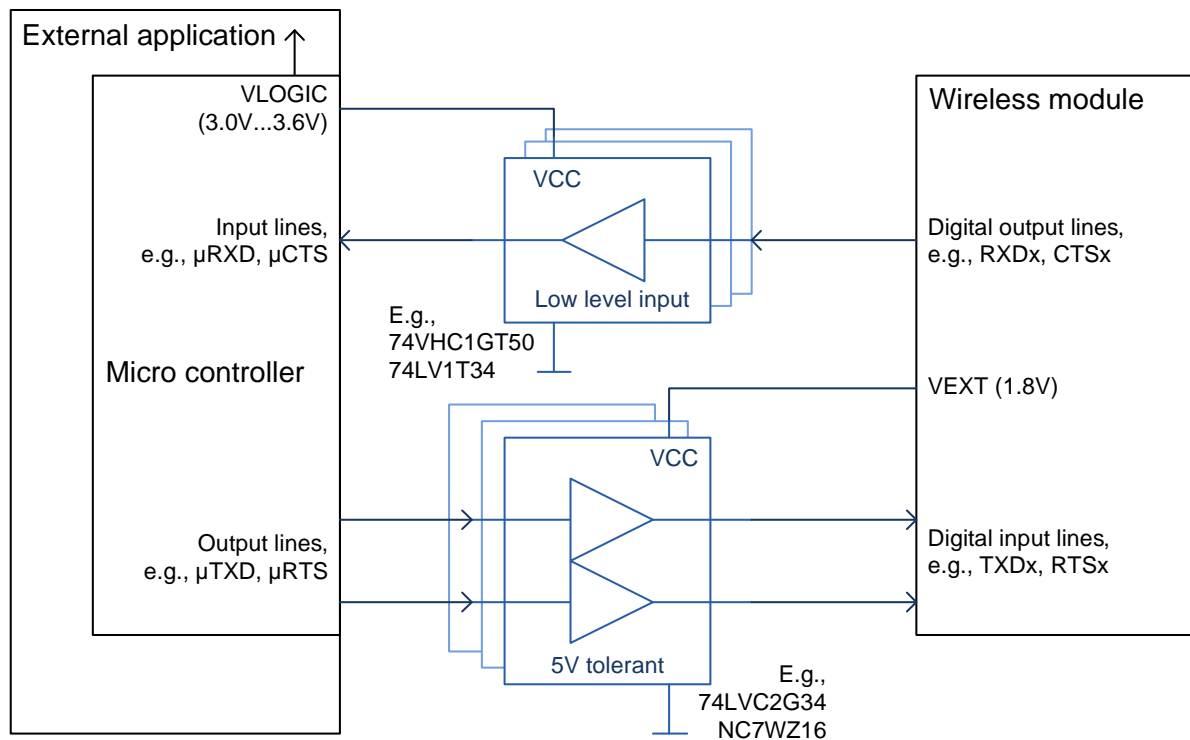 External application
VLOGIC
(3.0V...3.6V)
Input lines,
e.g., µRXD, µCTS
Micro controller
Output lines,
e.g., µTXD, µRTS
VCC
Low level input
E.g.,
74VHC1GT50
74LV1T34
VCC
5V tolerant
E.g.,
74LVC2G34
NC7WZ16
Wireless module
Digital output lines,
e.g., RXDx, CTSx
VEXT (1.8V)
Digital input lines,
e.g., TXDx, RTSx